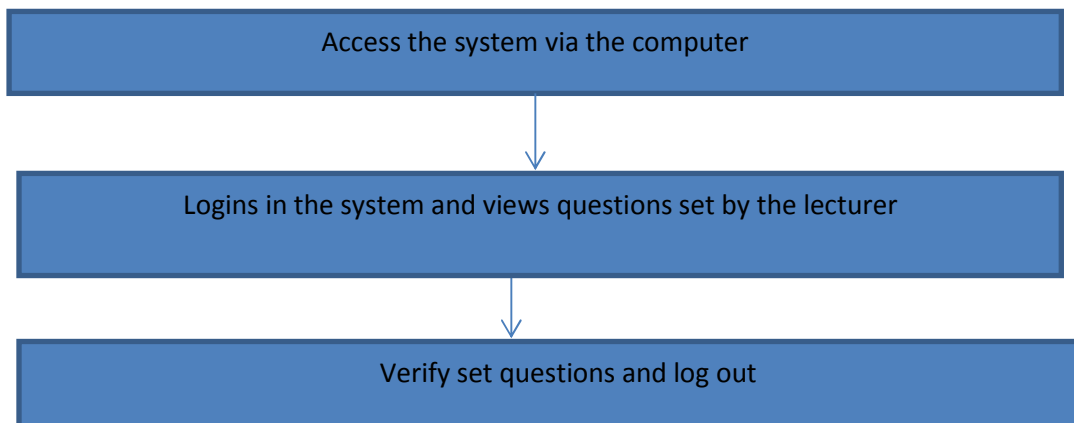 Access the system via the computer
Logins in the system and views questions set by the lecturer
Verify set questions and log out